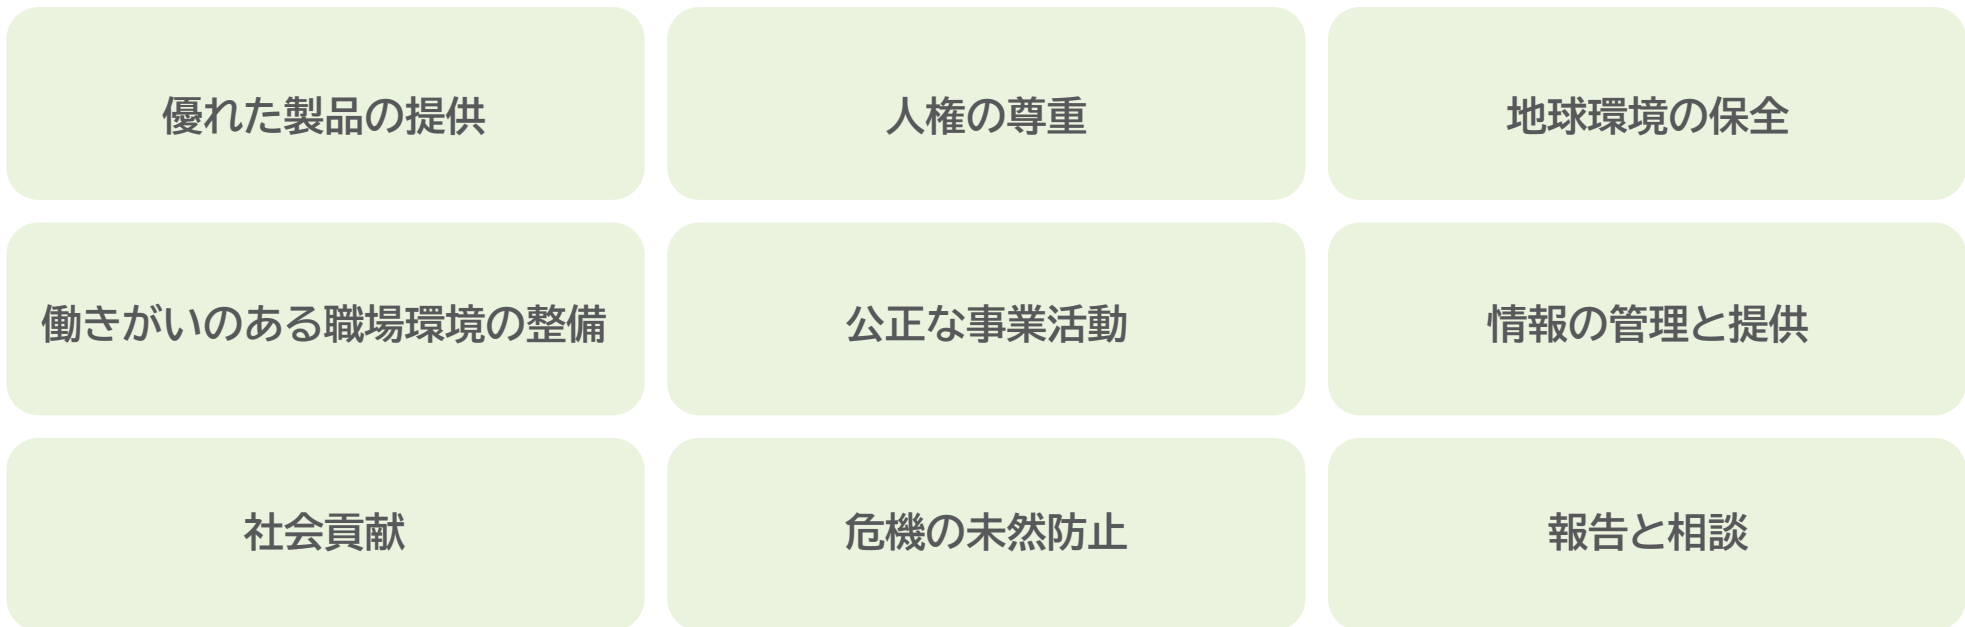 優れた製品の提供
人権の尊重
地球環境の保全
働きがいのある職場環境の整備
公正な事業活動
情報の管理と提供
社会貢献
危機の未然防止
報告と相談